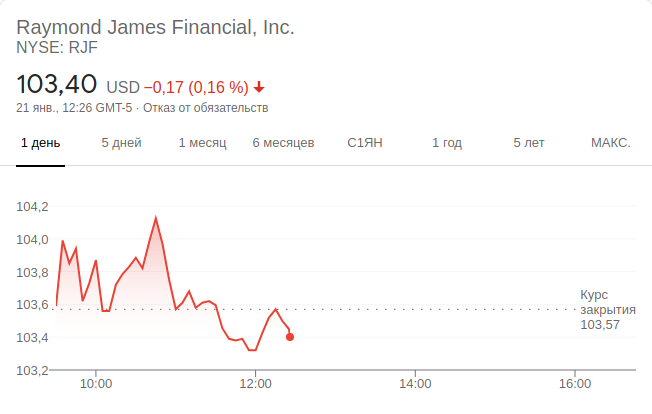 Raymond James Financial, Inc.
NYSE: RJF
103,40 USD −0,17 (0,16 %)
21 янв., 12:26 GMT-5 · Отказ от обязательств
1 день 5 дней 1 месяц 6 месяцев С1ЯН 1 год 5 лет МАКС.
104,2
104,0
103,8
103,6
Курс
закрытия
103,57
103,4
103,2
10:00 12:00 14:00 16:00